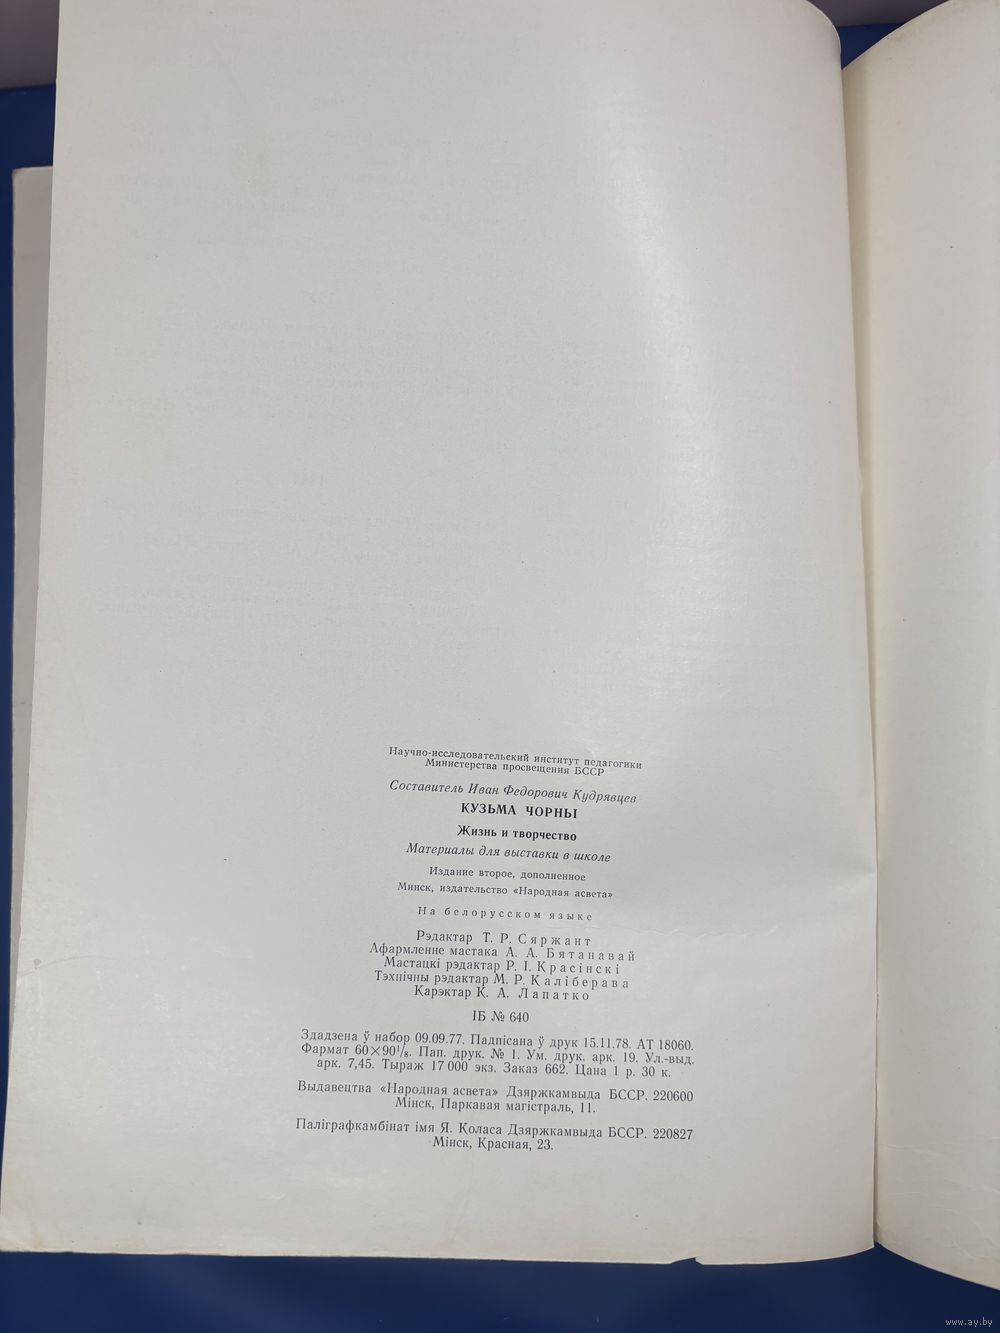 Научно-исследовательский институт педагогики
Министерства просвещения БССР
Составитель Иван Федорович Кудрявцев
КУЗЬМА ЧОРНЫ
Жизнь и творчество
Материалы для выставки в школе
Издание второе, дополненное
Минск, издательство «Народная асвета»
На белорусском языке
Рэдактар Т. Р. Сяржант
Афармленне мастака А. А. Бятанавай
Мастацкі рэдактар Р. І. Красінскі
Тэхнічны рэдактар М. Р. Каліберава
Карэктар К. А. Лапатко
ІБ № 640
Здадзена ў набор 09.09.77. Падпісана ў друк 15.11.78. АТ 18060.
Фармат 60×90¹/₈. Пап. друк. № 1. Ум. друк. арк. 19. Ул.-выд.
арк. 7,45. Тыраж 17 000 экз. Заказ 662. Цана 1 р. 30 к.
Выдавецтва «Народная асвета» Дзяржкамвыда БССР. 220600
Мінск, Паркавая магістраль, 11.
Паліграфкамбінат імя Я. Коласа Дзяржкамвыда БССР. 220827
Мінск, Красная, 23.
www.ay.by